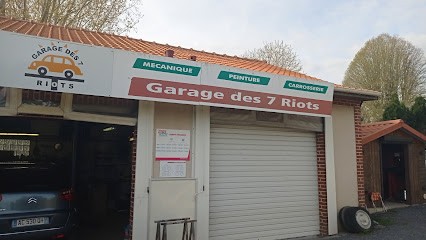 GARAGE DES 7
RIOTS
MECANIQUE
PEINTURE
CARROSSERIE
Garage des 7 Riots